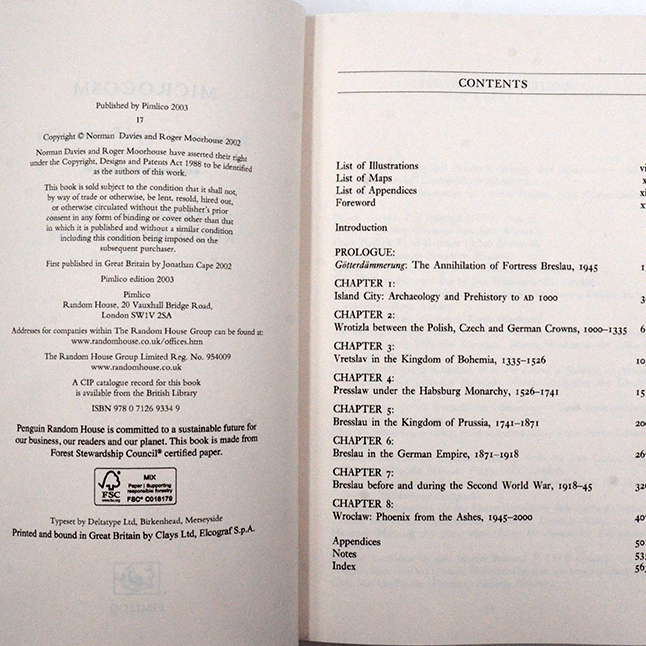 Published by Pimlico 2003
17
Copyright © Norman Davies and Roger Moorhouse 2002
Norman Davies and Roger Moorhouse have asserted their right
under the Copyright, Designs and Patents Act 1988 to be identified
as the authors of this work.
This book is sold subject to the condition that it shall not,
by way of trade or otherwise, be lent, resold, hired out,
or otherwise circulated without the publisher's prior
consent in any form of binding or cover other than that
in which it is published and without a similar condition
including this condition being imposed on the
subsequent purchaser.
First published in Great Britain by Jonathan Cape 2002
Pimlico edition 2003
Pimlico
Random House, 20 Vauxhall Bridge Road,
London SW1V 2SA
Addresses for companies within The Random House Group can be found at:
www.randomhouse.co.uk/offices.htm
The Random House Group Limited Reg. No. 954009
www.randomhouse.co.uk
A CIP catalogue record for this book
is available from the British Library
ISBN 978 0 7126 9334 9
Penguin Random House is committed to a sustainable future for
our business, our readers and our planet. This book is made from
Forest Stewardship Council® certified paper.
FSC
www.fsc.org
MIX
Paper | Supporting
responsible forestry
FSC® C018179
Typeset by Deltatype Ltd, Birkenhead, Merseyside
Printed and bound in Great Britain by Clays Ltd, Elcograf S.p.A.
CONTENTS
List of Illustrations
List of Maps
List of Appendices
Foreword
Introduction
PROLOGUE:
Götterdämmerung: The Annihilation of Fortress Breslau, 1945
CHAPTER 1:
Island City: Archaeology and Prehistory to AD 1000
CHAPTER 2:
Wrotizla between the Polish, Czech and German Crowns, 1000–1335
CHAPTER 3:
Vretslav in the Kingdom of Bohemia, 1335–1526
CHAPTER 4:
Presslaw under the Habsburg Monarchy, 1526–1741
CHAPTER 5:
Bresslau in the Kingdom of Prussia, 1741–1871
CHAPTER 6:
Breslau in the German Empire, 1871–1918
CHAPTER 7:
Breslau before and during the Second World War, 1918–45
CHAPTER 8:
Wrocław: Phoenix from the Ashes, 1945–2000
Appendices
Notes
Index